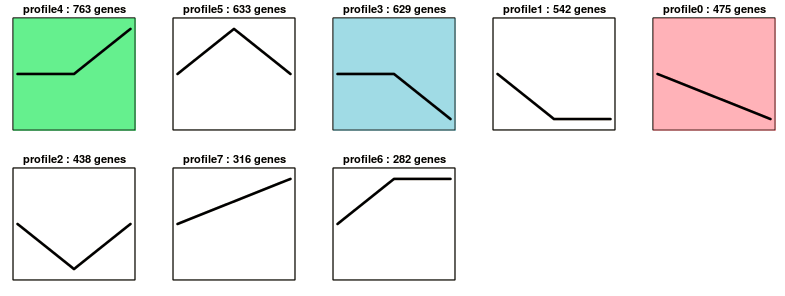 profile4 : 763 genes
profile5 : 633 genes
profile3 : 629 genes
profile1 : 542 genes
profile0 : 475 genes
profile2 : 438 genes
profile7 : 316 genes
profile6 : 282 genes